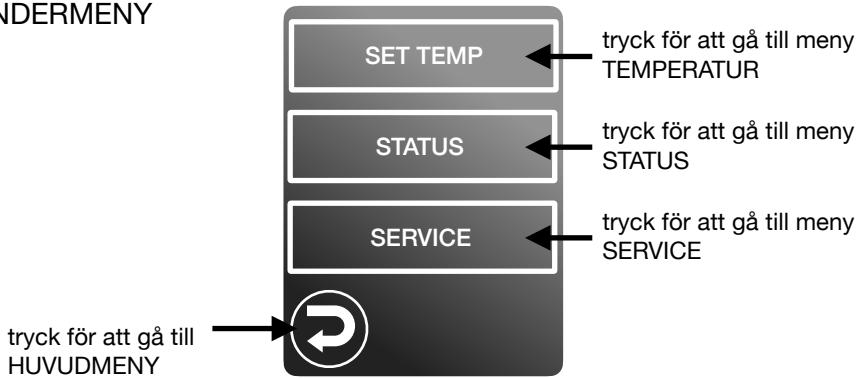 NDERMENY
SET TEMP
tryck för att gå till meny
TEMPERATUR
STATUS
tryck för att gå till meny
STATUS
SERVICE
tryck för att gå till meny
SERVICE
tryck för att gå till
HUVUDMENY